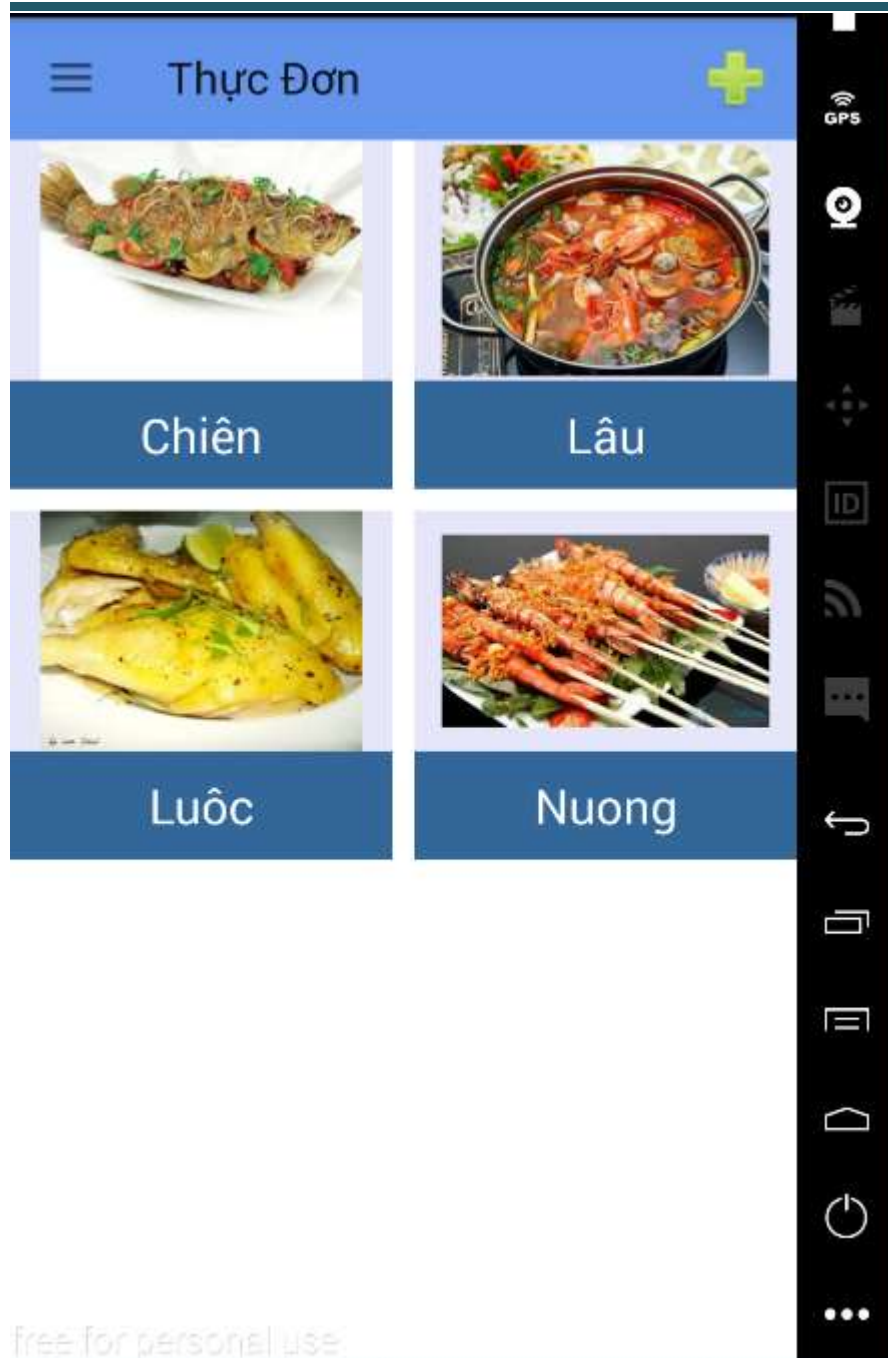 Thực Đơn
GPS
Chiên
Lâu
ID
Luôc
Nuong
free for personal use